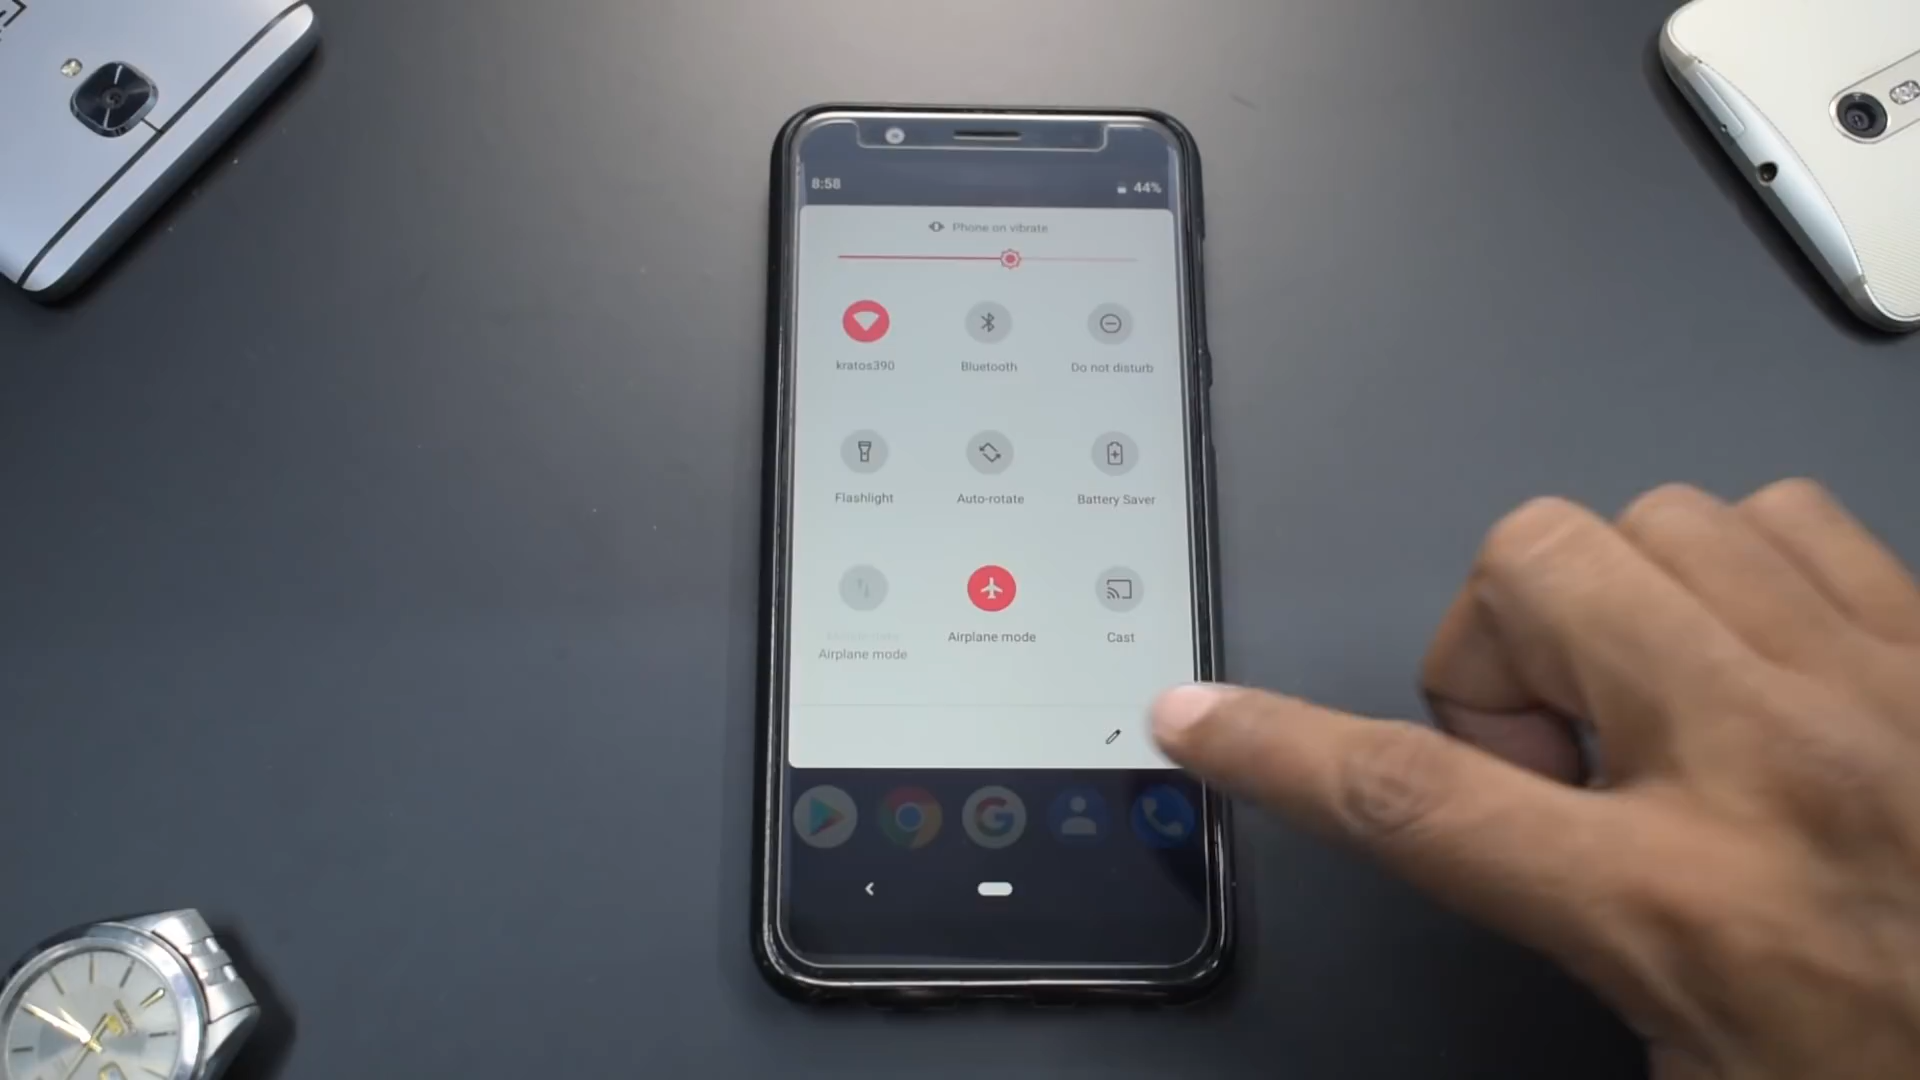 8:58
44%
Phone on vibrate
kratos390
Bluetooth
Do not disturb
Flashlight
Auto-rotate
Battery Saver
Airplane mode
Cast
Airplane mode